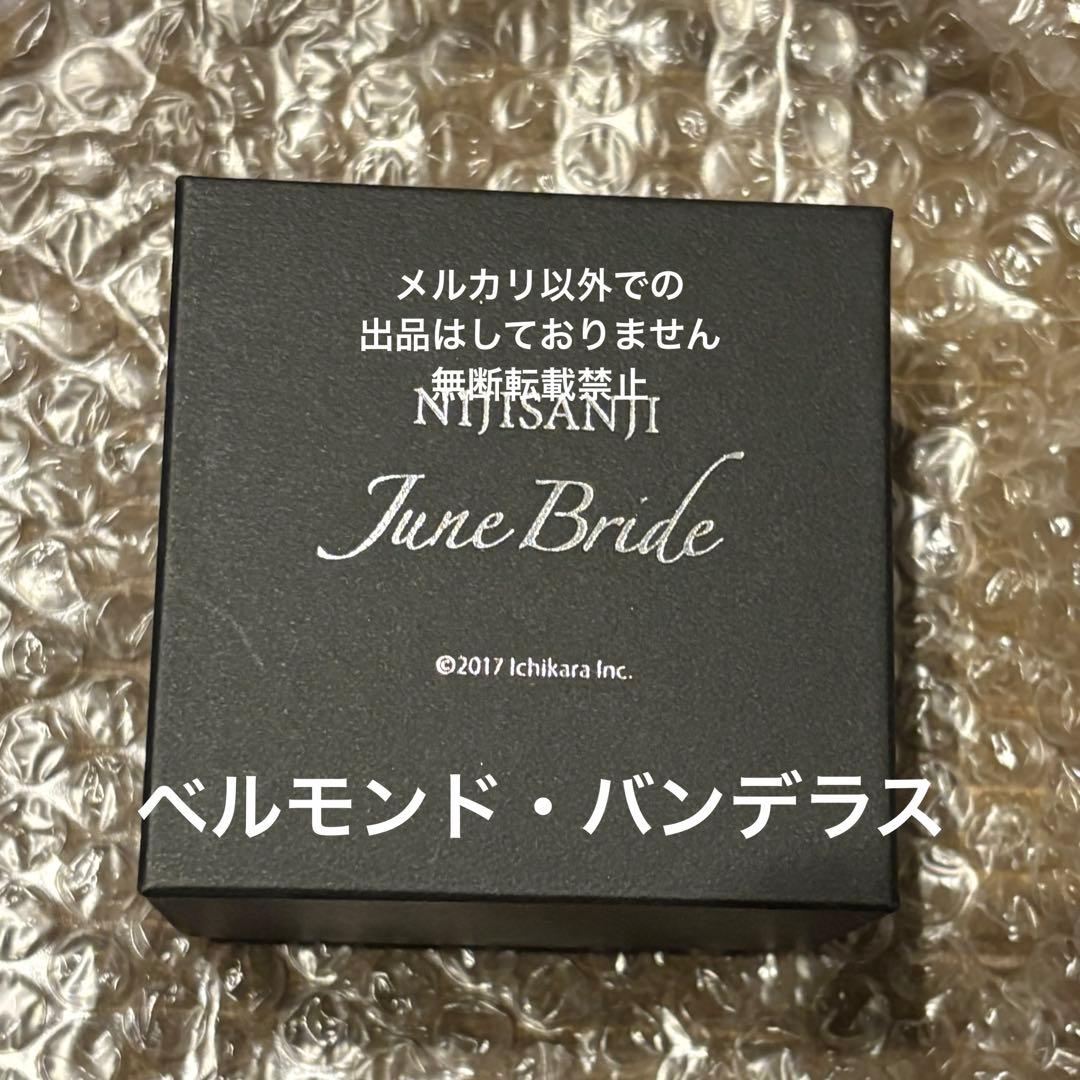 メルカリ以外での
出品はしておりません
無断転載禁止
NIJISANJI
June Bride
©2017 Ichikara Inc.
ベルモンド・バンデラス